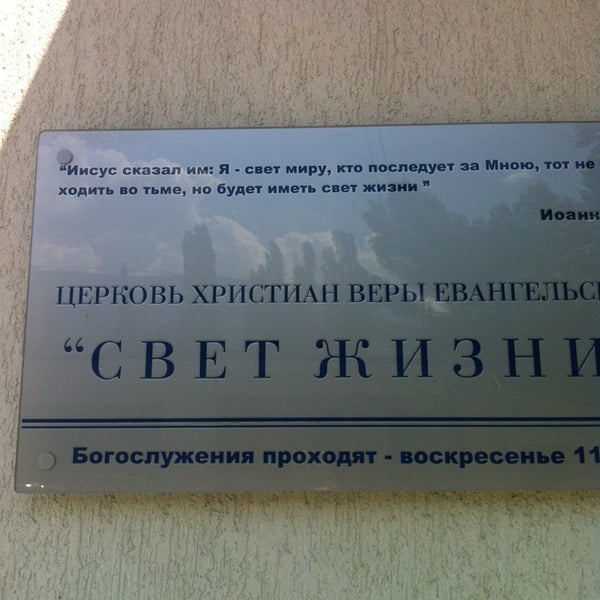 “Иисус сказал им: Я - свет миру, кто последует за Мною, тот не
ходить во тьме, но будет иметь свет жизни ”
Иоанн
ЦЕРКОВЬ ХРИСТИАН ВЕРЫ ЕВАНГЕЛЬС
“СВЕТ ЖИЗНИ
Богослужения проходят - воскресенье 11